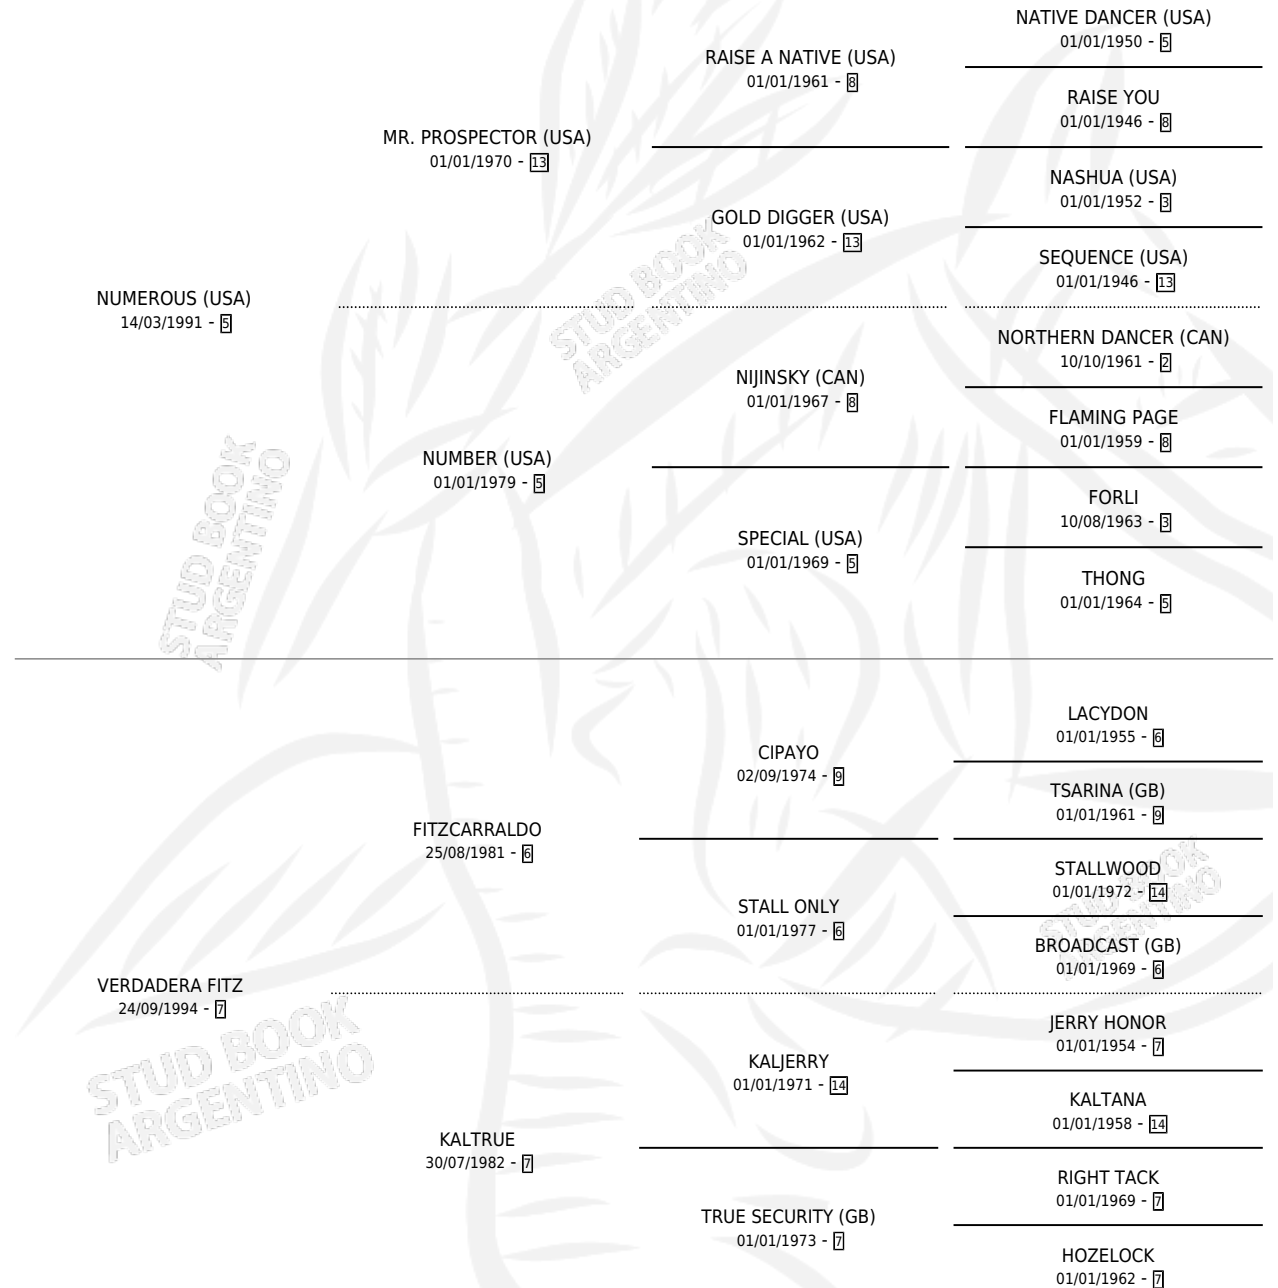 NATIVE DANCER (USA)
01/01/1950 - 5
RAISE A NATIVE (USA)
01/01/1961 - 8
RAISE YOU
01/01/1946 - 8
MR. PROSPECTOR (USA)
01/01/1970 - 13
NASHUA (USA)
01/01/1952 - 3
GOLD DIGGER (USA)
01/01/1962 - 13
SEQUENCE (USA)
01/01/1946 - 13
NUMEROUS (USA)
14/03/1991 - 5
NORTHERN DANCER (CAN)
10/10/1961 - 2
NIJINSKY (CAN)
01/01/1967 - 8
FLAMING PAGE
01/01/1959 - 8
NUMBER (USA)
01/01/1979 - 5
FORLI
10/08/1963 - 3
SPECIAL (USA)
01/01/1969 - 5
THONG
01/01/1964 - 5
STUD BOOK
ARGENTINO
STUD BOOK
ARGENTINO
LACYDON
01/01/1955 - 6
CIPAYO
02/09/1974 - 9
TSARINA (GB)
01/01/1961 - 9
FITZCARRALDO
25/08/1981 - 6
STALLWOOD
01/01/1972 - 14
STALL ONLY
01/01/1977 - 6
BROADCAST (GB)
01/01/1969 - 6
STUD BOOK
ARGENTINO
VERDADERA FITZ
24/09/1994 - 7
JERRY HONOR
01/01/1954 - 7
KALJERRY
01/01/1971 - 14
KALTANA
01/01/1958 - 14
KALTRUE
30/07/1982 - 7
RIGHT TACK
01/01/1969 - 7
TRUE SECURITY (GB)
01/01/1973 - 7
HOZELOCK
01/01/1962 - 7
STUD BOOK
ARGENTINO